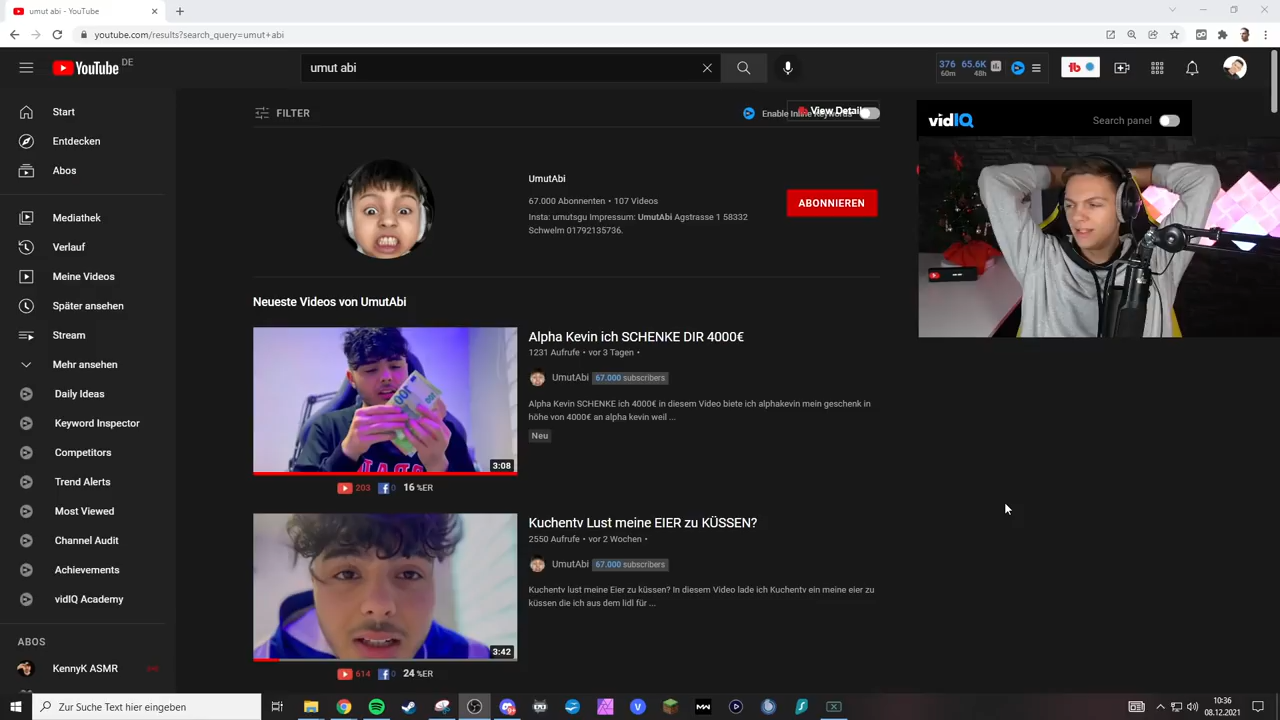 umut abi - YouTube
youtube.com/results?search_query=umut+abi
YouTube DE
umut abi
376 65.6K
60m 48h
Start
Entdecken
Abos
Mediathek
Verlauf
Meine Videos
Später ansehen
Stream
Mehr ansehen
Daily Ideas
Keyword Inspector
Competitors
Trend Alerts
Most Viewed
Channel Audit
Achievements
vidIQ Academy
ABOS
KennyK ASMR
FILTER
Enable Inline Keywords
View Details
vidIQ
Search panel
UmutAbi
67.000 Abonnenten • 107 Videos
Insta: umutsgu Impressum: UmutAbi Agstrasse 1 58332
Schwelm 01792135736.
ABONNIEREN
Neueste Videos von UmutAbi
100
3:08
203 0 16 %ER
Alpha Kevin ich SCHENKE DIR 4000€
1231 Aufrufe • vor 3 Tagen •
UmutAbi 67.000 subscribers
Alpha Kevin SCHENKE ich 4000€ in diesem Video biete ich alphakevin mein geschenk in
höhe von 4000€ an alpha kevin weil ...
Neu
3:42
614 0 24 %ER
Kuchentv Lust meine EIER zu KÜSSEN?
2550 Aufrufe • vor 2 Wochen •
UmutAbi 67.000 subscribers
Kuchentv lust meine Eier zu küssen? In diesem Video lade ich Kuchentv ein meine eier zu
küssen die ich aus dem lidl für ...
Zur Suche Text hier eingeben
10:36
08.12.2021